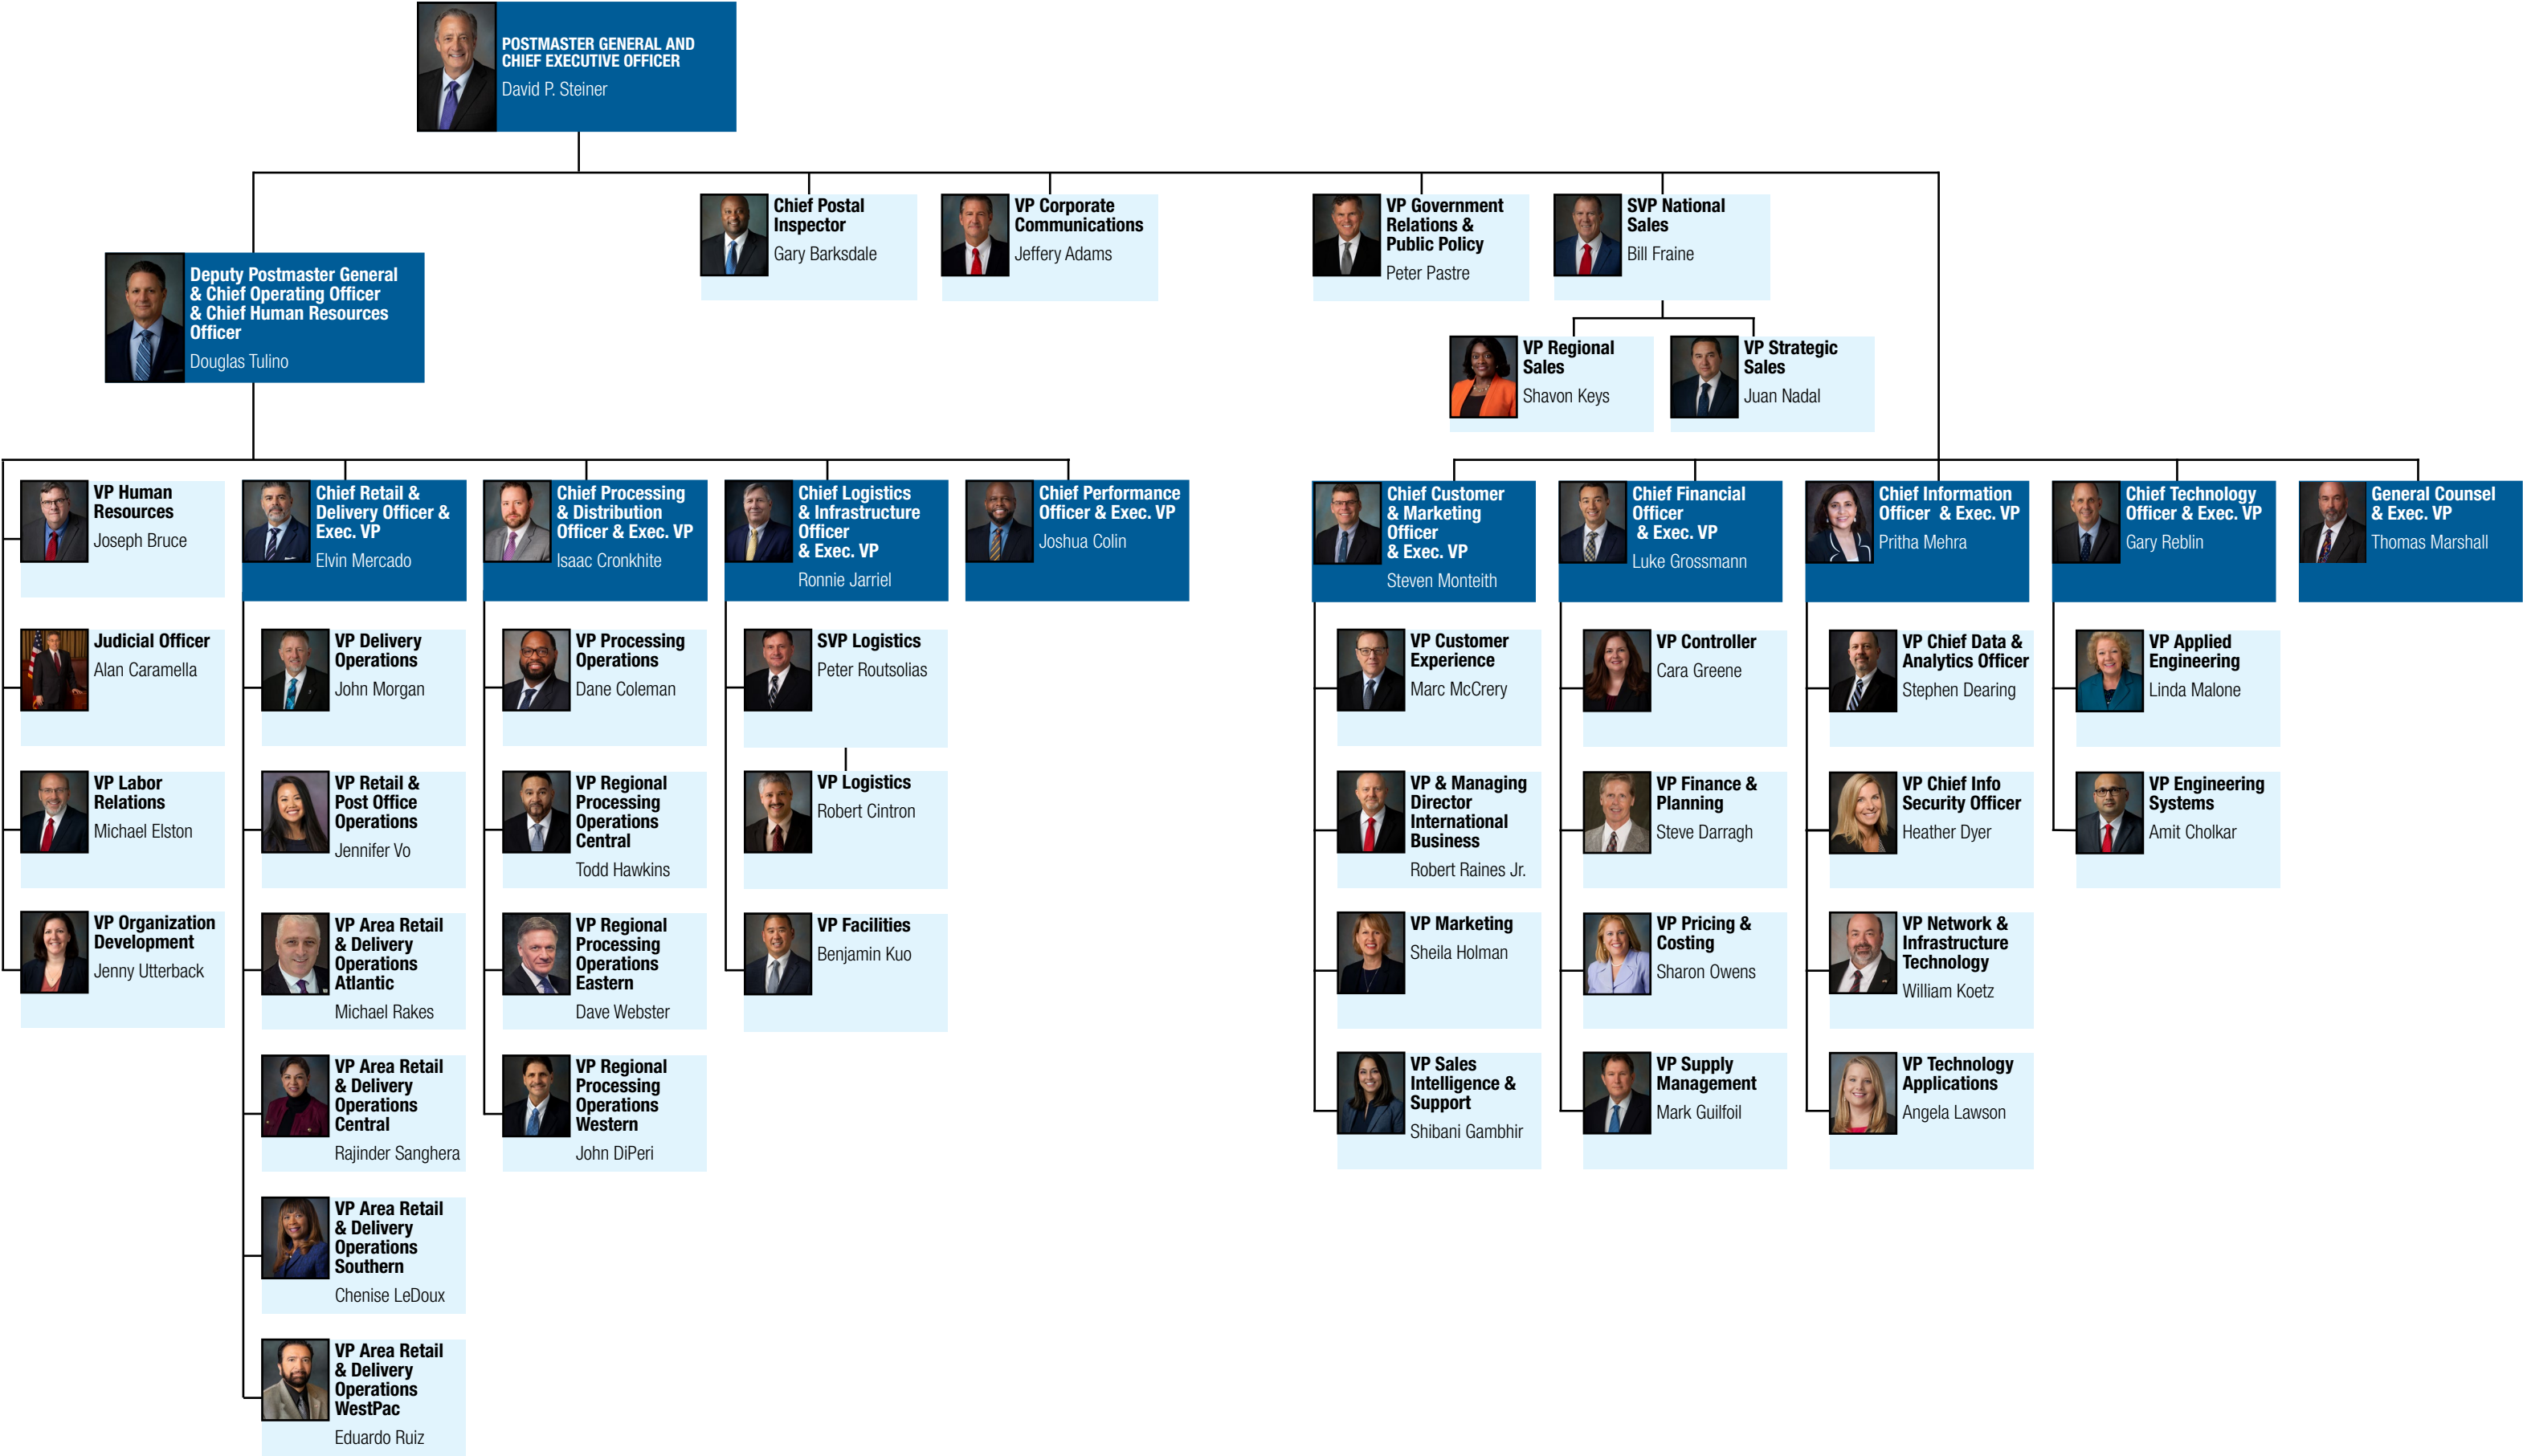 POSTMASTER GENERAL AND
CHIEF EXECUTIVE OFFICER
David P. Steiner
Chief Postal
Inspector
Gary Barksdale
VP Corporate
Communications
Jeffery Adams
VP Government
Relations &
Public Policy
Peter Pastre
SVP National
Sales
Bill Fraine
Deputy Postmaster General
& Chief Operating Officer
& Chief Human Resources
Officer
Douglas Tulino
VP Regional
Sales
Shavon Keys
VP Strategic
Sales
Juan Nadal
VP Human
Resources
Joseph Bruce
Judicial Officer
Alan Caramella
VP Labor
Relations
Michael Elston
VP Organization
Development
Jenny Utterback
Chief Retail &
Delivery Officer &
Exec. VP
Elvin Mercado
VP Delivery
Operations
John Morgan
VP Retail &
Post Office
Operations
Jennifer Vo
VP Area Retail
& Delivery
Operations
Atlantic
Michael Rakes
VP Area Retail
& Delivery
Operations
Central
Rajinder Sanghera
VP Area Retail
& Delivery
Operations
Southern
Chenise LeDoux
VP Area Retail
& Delivery
Operations
WestPac
Eduardo Ruiz
Chief Processing
& Distribution
Officer & Exec. VP
Isaac Cronkhite
VP Processing
Operations
Dane Coleman
VP Regional
Processing
Operations
Central
Todd Hawkins
VP Regional
Processing
Operations
Eastern
Dave Webster
VP Regional
Processing
Operations
Western
John DiPeri
Chief Logistics
& Infrastructure
Officer
& Exec. VP
Ronnie Jarriel
SVP Logistics
Peter Routsolias
VP Logistics
Robert Cintron
VP Facilities
Benjamin Kuo
Chief Performance
Officer & Exec. VP
Joshua Colin
Chief Customer
& Marketing
Officer
& Exec. VP
Steven Monteith
VP Customer
Experience
Marc McCrery
VP & Managing
Director
International
Business
Robert Raines Jr.
VP Marketing
Sheila Holman
VP Sales
Intelligence &
Support
Shibani Gambhir
Chief Financial
Officer
& Exec. VP
Luke Grossmann
VP Controller
Cara Greene
VP Finance &
Planning
Steve Darragh
VP Pricing &
Costing
Sharon Owens
VP Supply
Management
Mark Guilfoil
Chief Information
Officer & Exec. VP
Pritha Mehra
VP Chief Data &
Analytics Officer
Stephen Dearing
VP Chief Info
Security Officer
Heather Dyer
VP Network &
Infrastructure
Technology
William Koetz
VP Technology
Applications
Angela Lawson
Chief Technology
Officer & Exec. VP
Gary Reblin
VP Applied
Engineering
Linda Malone
VP Engineering
Systems
Amit Cholkar
General Counsel
& Exec. VP
Thomas Marshall